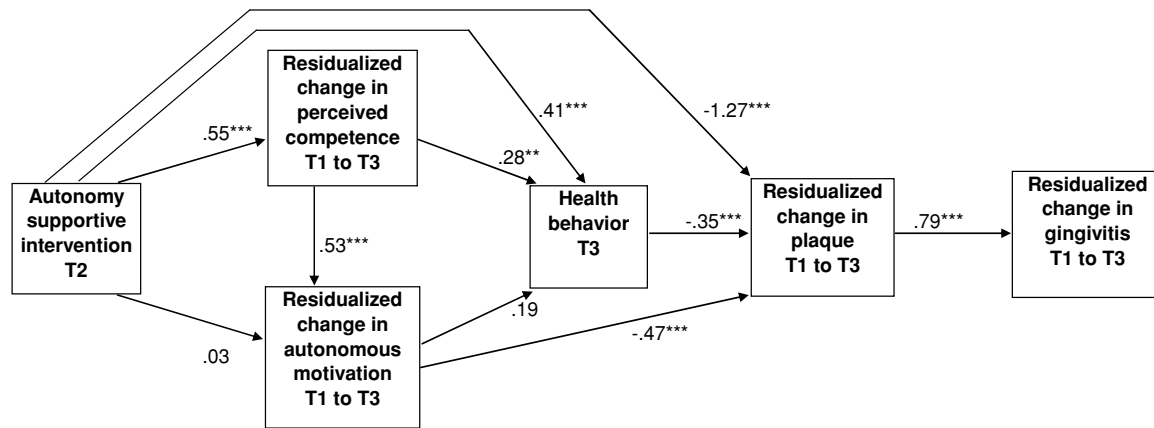 Residualized
change in
perceived
competence
T1 to T3
.41***
-1.27***
.55***
.28**
Autonomy
supportive
intervention
T2
Health
behavior
T3
Residualized
change in
plaque
T1 to T3
Residualized
change in
gingivitis
T1 to T3
-.35***
.79***
.53***
Residualized
change in
autonomous
motivation
T1 to T3
.19
-.47***
.03